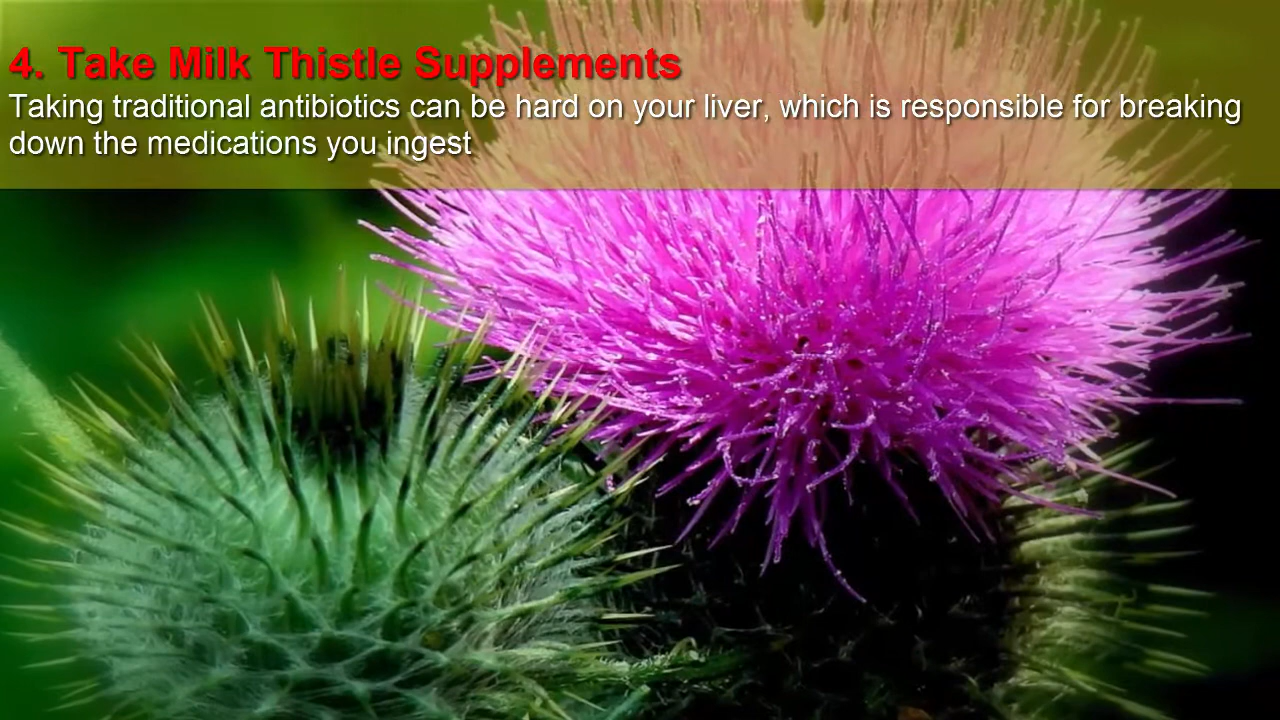 4. Take Milk Thistle Supplements
Taking traditional antibiotics can be hard on your liver, which is responsible for breaking
down the medications you ingest